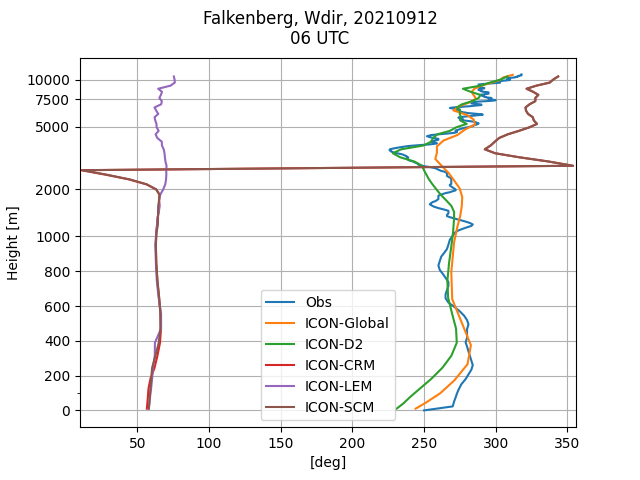 Falkenberg, Wdir, 20210912
06 UTC
Height [m]
10000
7500
5000
2000
1000
800
600
400
200
0
Obs
ICON-Global
ICON-D2
ICON-CRM
ICON-LEM
ICON-SCM
50 100 150 200 250 300 350
[deg]